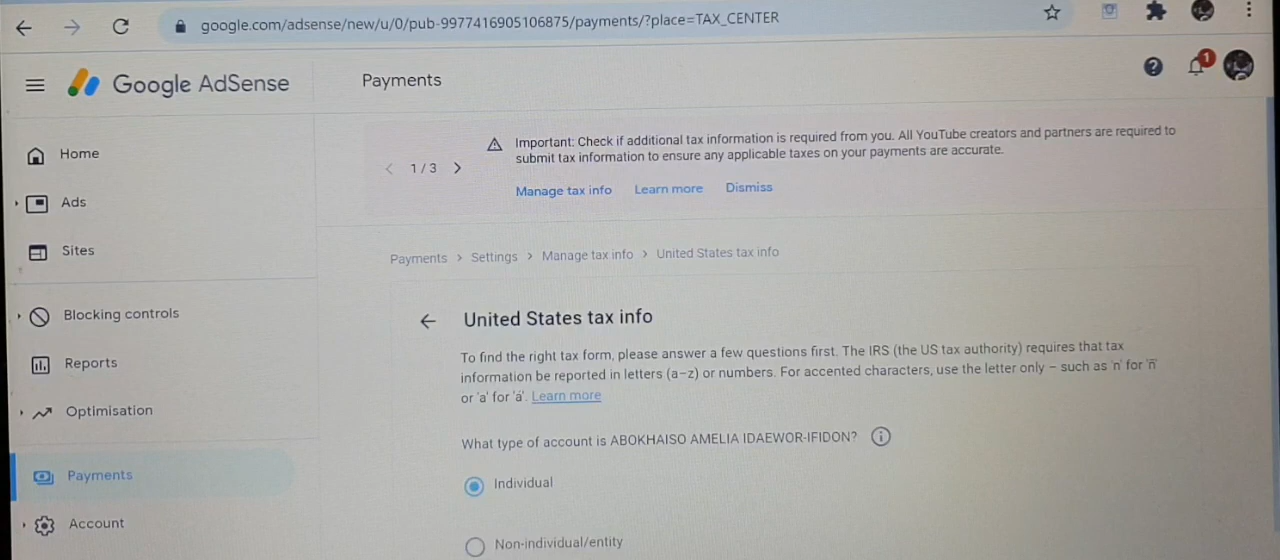 google.com/adsense/new/u/0/pub-9977416905106875/payments/?place=TAX_CENTER
Google AdSense
Payments
1
Home
Ads
Sites
Blocking controls
Reports
Optimisation
Payments
Account
1 / 3
Important: Check if additional tax information is required from you. All YouTube creators and partners are required to
submit tax information to ensure any applicable taxes on your payments are accurate.
Manage tax info Learn more Dismiss
Payments > Settings > Manage tax info > United States tax info
United States tax info
To find the right tax form, please answer a few questions first. The IRS (the US tax authority) requires that tax
information be reported in letters (a–z) or numbers. For accented characters, use the letter only – such as 'n' for 'ñ'
or 'a' for 'á'. Learn more
What type of account is ABOKHAISO AMELIA IDAEWOR-IFIDON?
Individual
Non-individual/entity